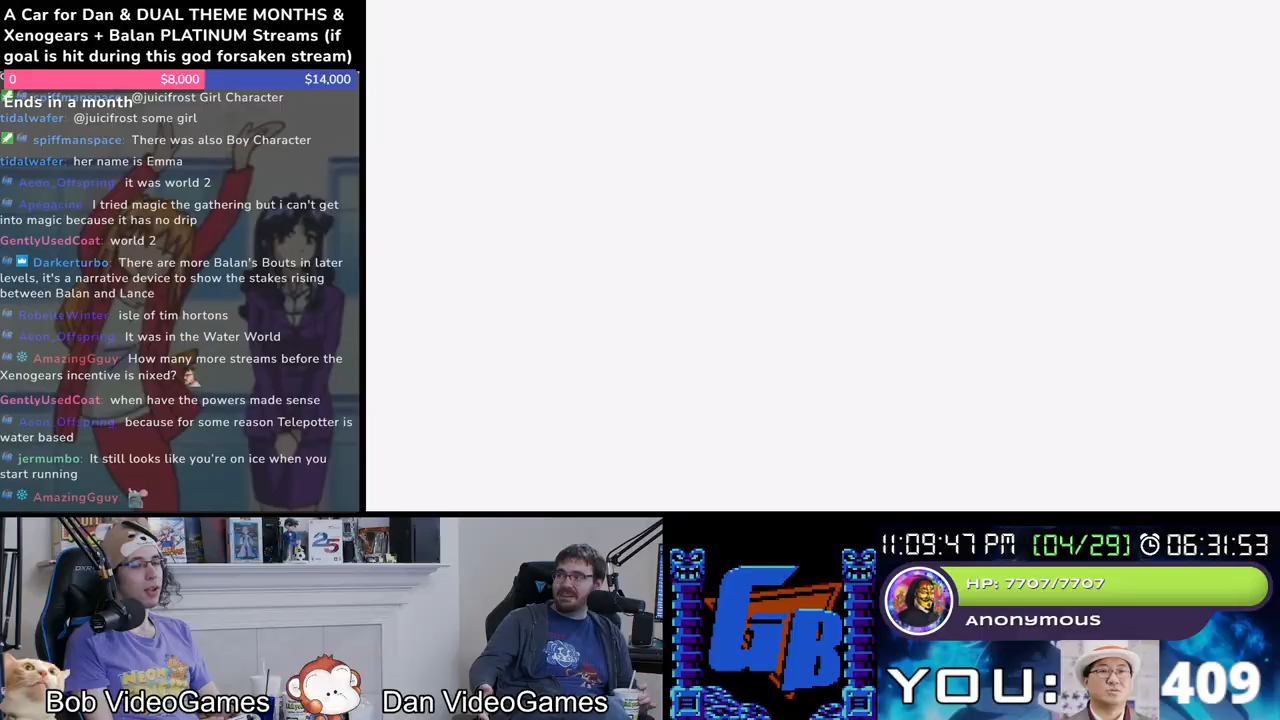 A Car for Dan & DUAL THEME MONTHS &
Xenogears + Balan PLATINUM Streams (if
goal is hit during this god forsaken stream)
0 $8,000 $14,000
spiffmanspace: @juicifrost Girl Character
Ends in a month
tidalwafer: @juicifrost some girl
spiffmanspace: There was also Boy Character
tidalwafer: her name is Emma
Aeon_Offspring: it was world 2
Apegacine: I tried magic the gathering but i can't get
into magic because it has no drip
GentlyUsedCoat: world 2
Darkerturbo: There are more Balan's Bouts in later
levels, it's a narrative device to show the stakes rising
between Balan and Lance
RobelleWinter: isle of tim hortons
Aeon_Offspring: It was in the Water World
AmazingGguy: How many more streams before the
Xenogears incentive is nixed?
GentlyUsedCoat: when have the powers made sense
Aeon_Offspring: because for some reason Telepotter is
water based
jermumbo: It still looks like you're on ice when you
start running
AmazingGguy:
25
NEON
Bob VideoGames
Dan VideoGames
GB
11:09:47 PM [04/29] 06:31:53
HP: 7707/7707
Anonymous
YOU: 409